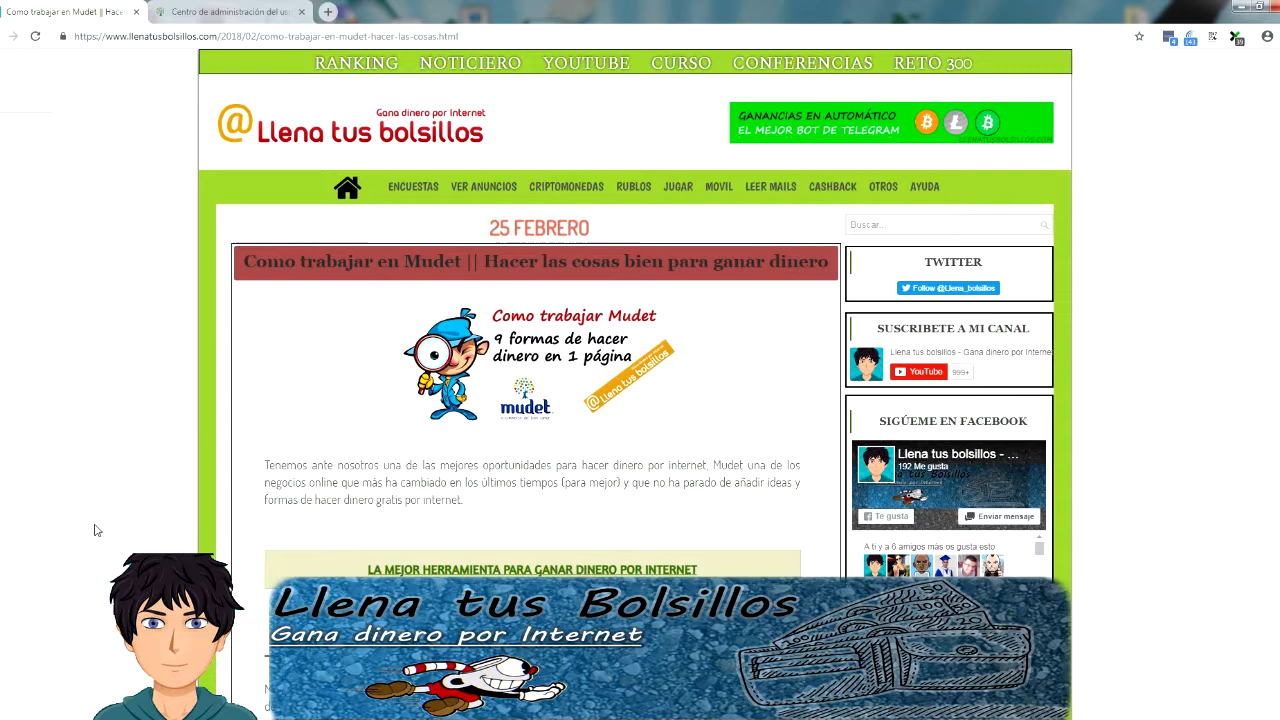 Como trabajar en Mudet || Hace
Centro de administración del us
https://www.llenatusbolsillos.com/2018/02/como-trabajar-en-mudet-hacer-las-cosas.html
4
143
39
RANKING NOTICIERO YOUTUBE CURSO CONFERENCIAS RETO 300
Gana dinero por Internet
@Llena tus bolsillos
GANANCIAS EN AUTOMÁTICO
EL MEJOR BOT DE TELEGRAM
LLENATUSBOLSILLOS.COM
ENCUESTAS VER ANUNCIOS CRIPTOMONEDAS RUBLOS JUGAR MOVIL LEER MAILS CASHBACK OTROS AYUDA
25 FEBRERO
Buscar..
Como trabajar en Mudet || Hacer las cosas bien para ganar dinero
TWITTER
Follow @Llena_bolsillos
Como trabajar Mudet
9 formas de hacer
dinero en 1 página
@ Llena tus bolsillos
mudet
SUSCRIBETE A MI CANAL
Llena tus bolsillos - Gana dinero por Interne
YouTube 999+
SIGÚEME EN FACEBOOK
Llena tus bolsillos - ...
192 Me gusta
Te gusta
Enviar mensaje
A ti y a 6 amigos más os gusta esto
Tenemos ante nosotros una de las mejores oportunidades para hacer dinero por internet, Mudet una de los
negocios online que más ha cambiado en los últimos tiempos (para mejor) y que no ha parado de añadir ideas y
formas de hacer dinero gratis por internet.
LA MEJOR HERRAMIENTA PARA GANAR DINERO POR INTERNET
Llena tus Bolsillos
Gana dinero por Internet